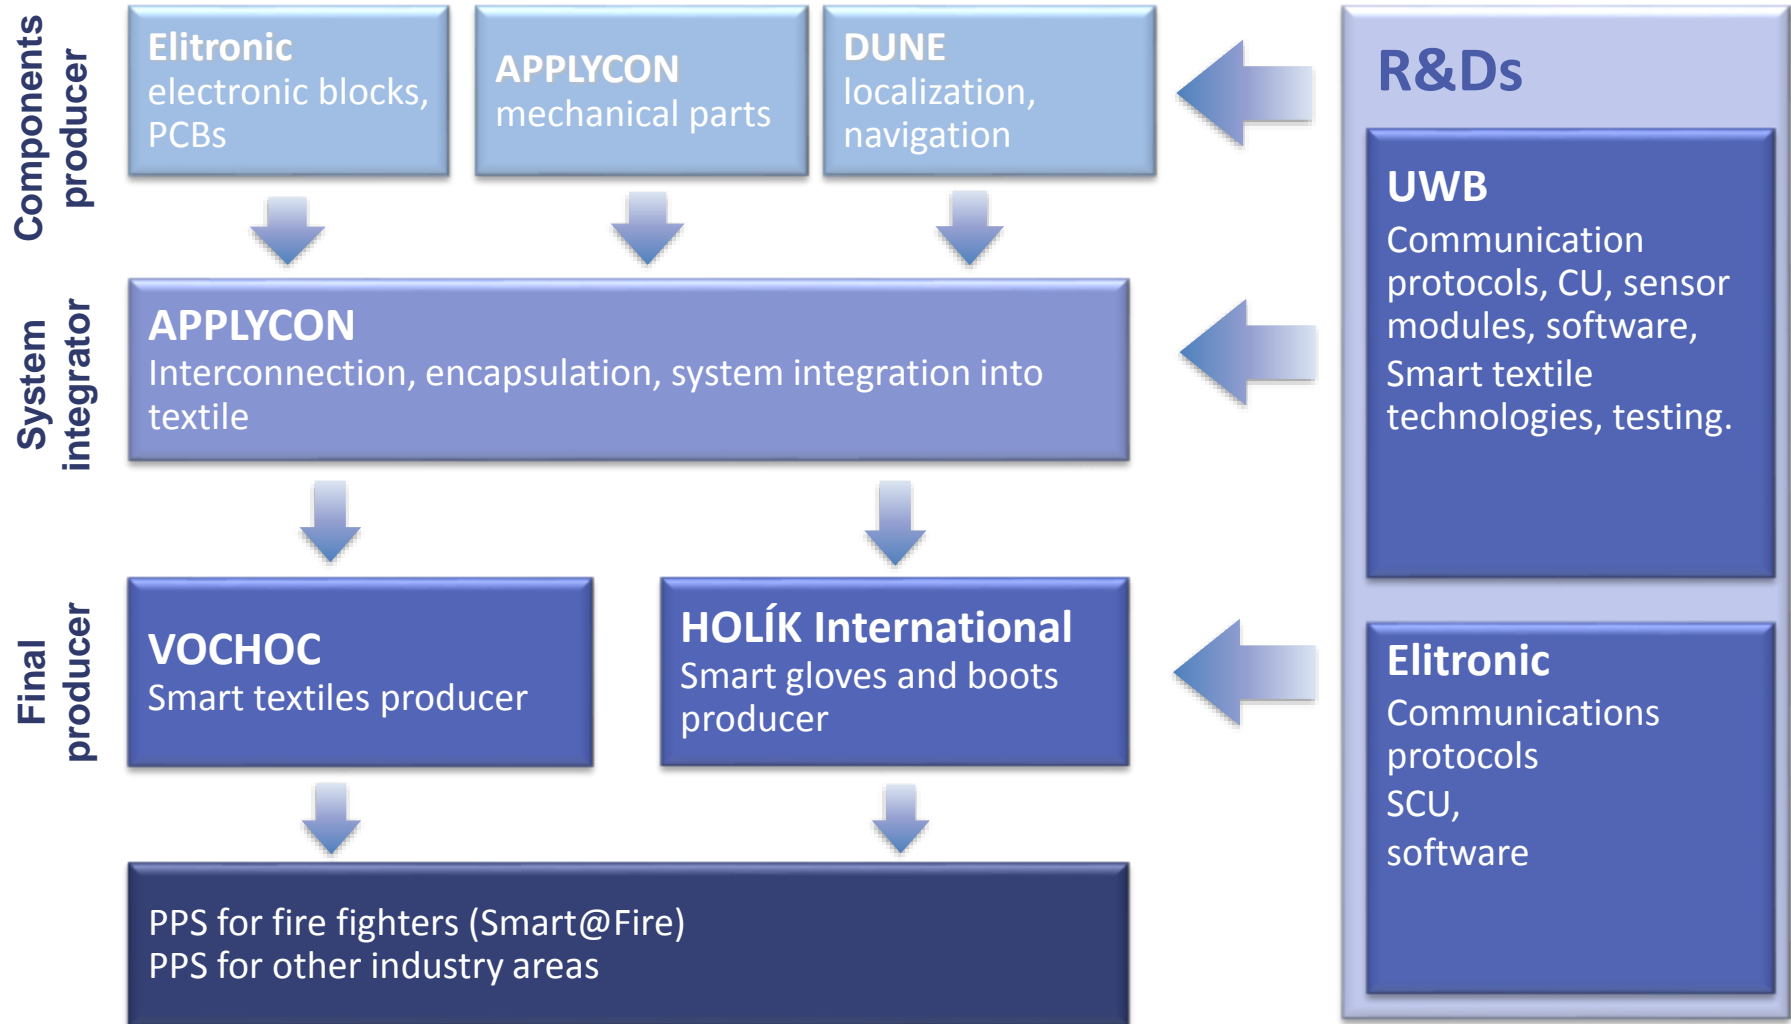 Components
producer
Elitronic
electronic blocks,
PCBs
APPLYCON
mechanical parts
DUNE
localization,
navigation
System
integrator
APPLYCON
Interconnection, encapsulation, system integration into
textile
Final
producer
VOCHOC
Smart textiles producer
HOLÍK International
Smart gloves and boots
producer
PPS for fire fighters (Smart@Fire)
PPS for other industry areas
R&Ds
UWB
Communication
protocols, CU, sensor
modules, software,
Smart textile
technologies, testing.
Elitronic
Communications
protocols
SCU,
software